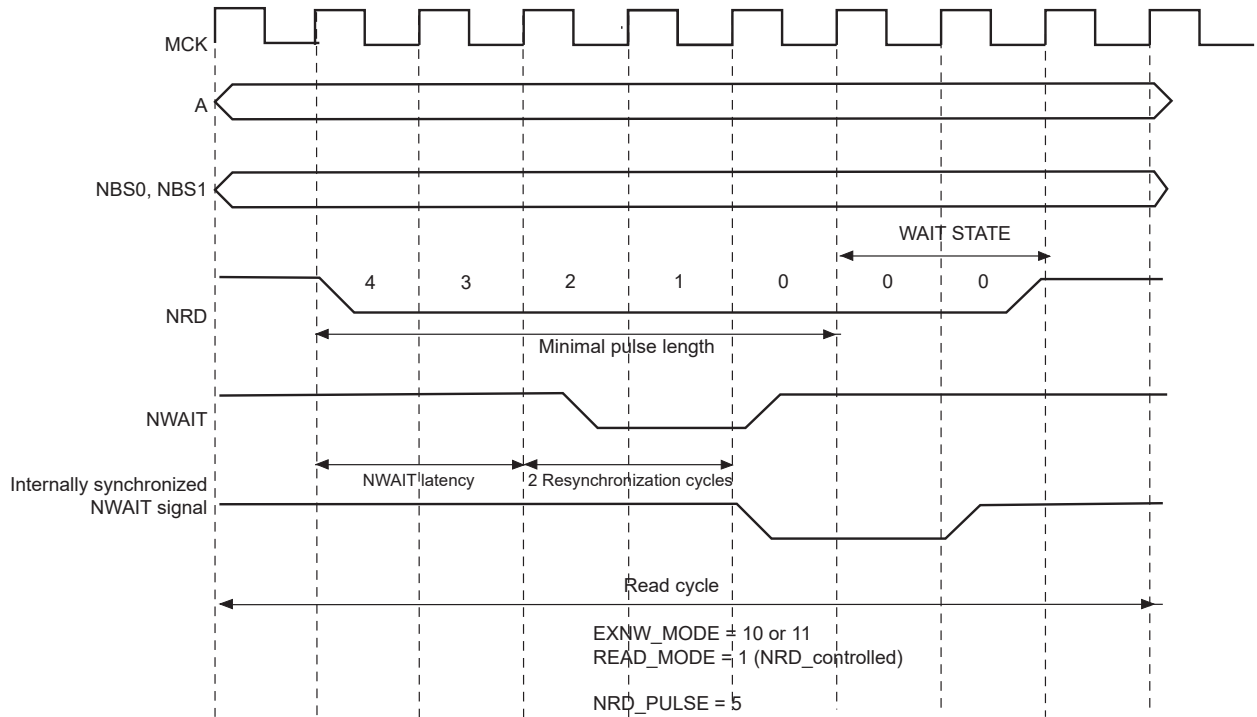 MCK
A
NBS0, NBS1
WAIT STATE
4 3 2 1 0 0 0
NRD
Minimal pulse length
NWAIT
NWAIT latency
2 Resynchronization cycles
Internally synchronized
NWAIT signal
Read cycle
EXNW_MODE = 10 or 11
READ_MODE = 1 (NRD_controlled)
NRD_PULSE = 5